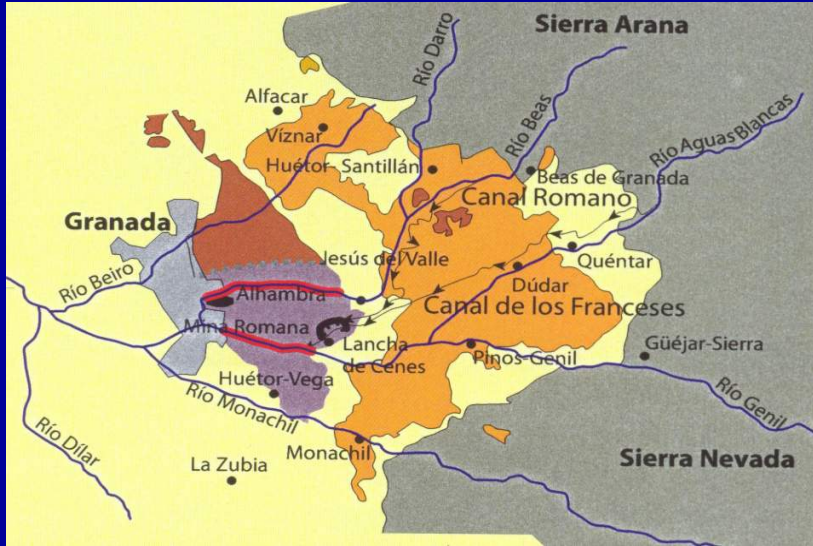 Sierra Arana
Río Darro
Río Beas
Río Aguas Blancas
Alfacar
Víznar
Huétor- Santillán
Beas de Granada
Canal Romano
Granada
Jesús del Valle
Quéntar
Río Beiro
Alhambra
Dúdar
Canal de los Franceses
Mina Romana
Lancha
de Cenes
Pinos-Genil
Güéjar-Sierra
Huétor-Vega
Río Monachil
Río Genil
Río Dílar
Monachil
La Zubia
Sierra Nevada